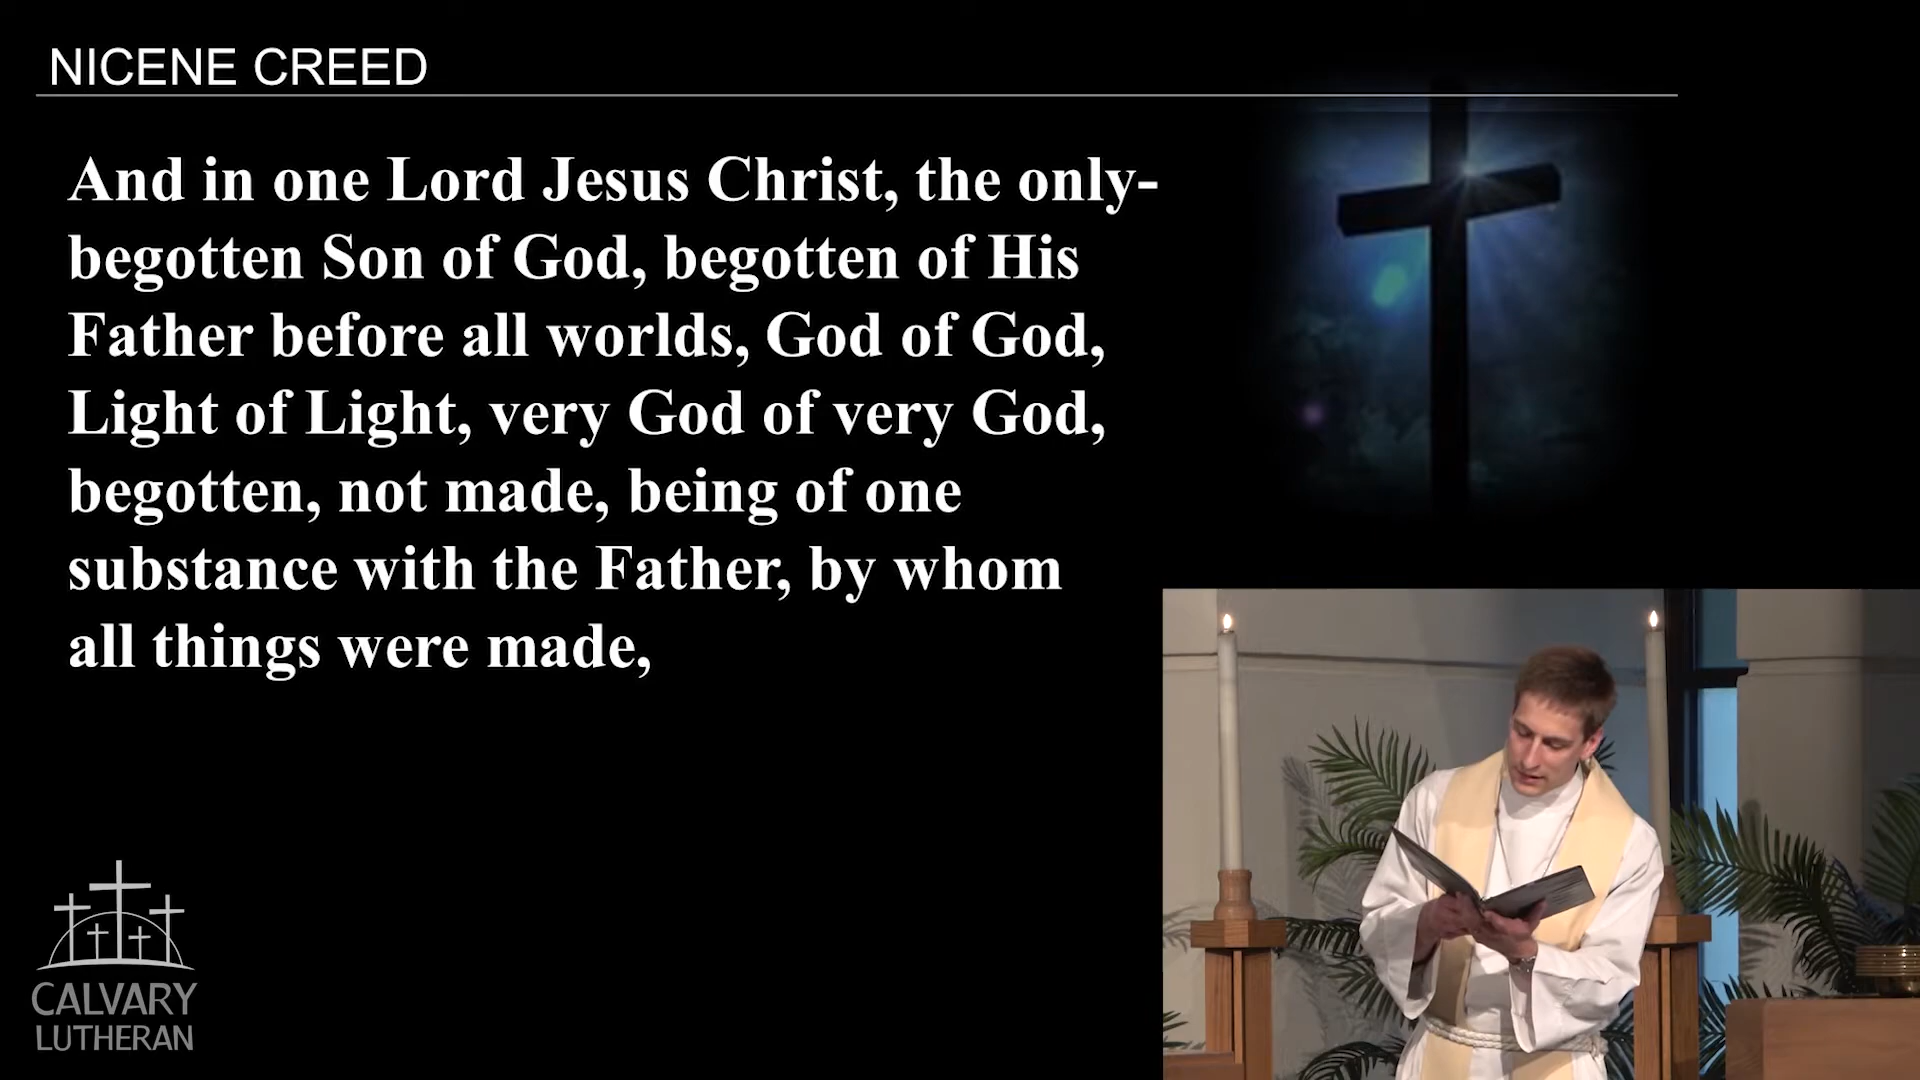 NICENE CREED
And in one Lord Jesus Christ, the only-
begotten Son of God, begotten of His
Father before all worlds, God of God,
Light of Light, very God of very God,
begotten, not made, being of one
substance with the Father, by whom
all things were made,
CALVARY
LUTHERAN